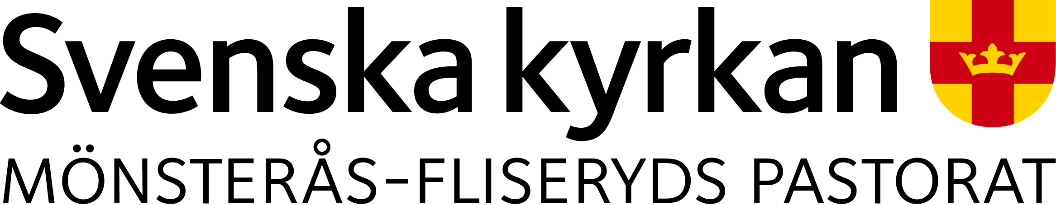 Svenska kyrkan
MÖNSTERÅS-FLISERYDS PASTORAT